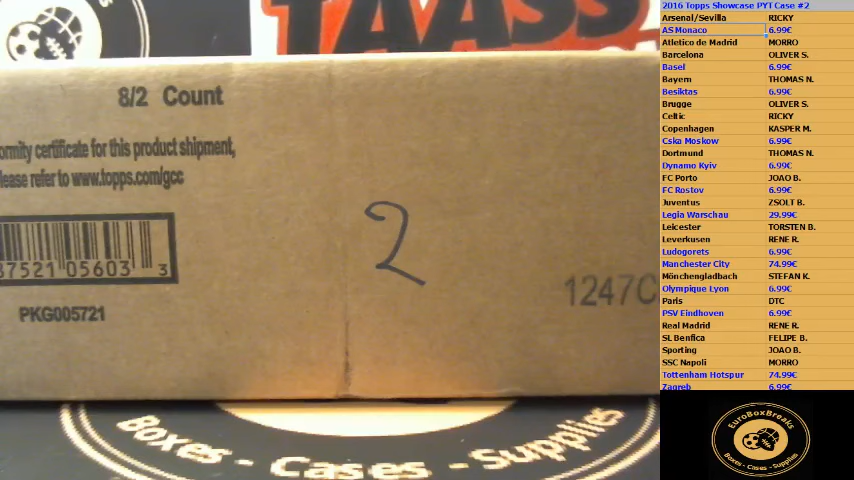 TAASS
8/2 Count
ormity certificate for this product shipment,
lease refer to www.topps.com/gcc
37521 05603 3
PKG005721
2
1247C
Boxes - Cases - Supplies
2016 Topps Showcase PYT Case #2
Arsenal/Sevilla RICKY
AS Monaco 6.99€
Atletico de Madrid MORRO
Barcelona OLIVER S.
Basel 6.99€
Bayern THOMAS N.
Besiktas 6.99€
Brugge OLIVER S.
Celtic RICKY
Copenhagen KASPER M.
Cska Moskow 6.99€
Dortmund THOMAS N.
Dynamo Kyiv 6.99€
FC Porto JOAO B.
FC Rostov 6.99€
Juventus ZSOLT B.
Legia Warschau 29.99€
Leicester TORSTEN B.
Leverkusen RENE R.
Ludogorets 6.99€
Manchester City 74.99€
Mönchengladbach STEFAN K.
Olympique Lyon 6.99€
Paris DTC
PSV Eindhoven 6.99€
Real Madrid RENE R.
SL Benfica FELIPE B.
Sporting JOAO B.
SSC Napoli MORRO
Tottenham Hotspur 74.99€
Zagreb 6.99€
EuroBoxBreaks
Boxes - Cases - Supplies